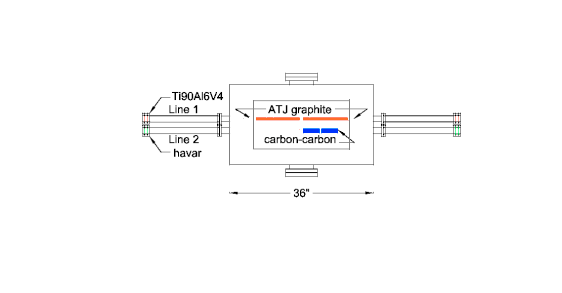 Ti90Al6V4
Line 1
ATJ graphite
Line 2
havar
carbon-carbon
36"